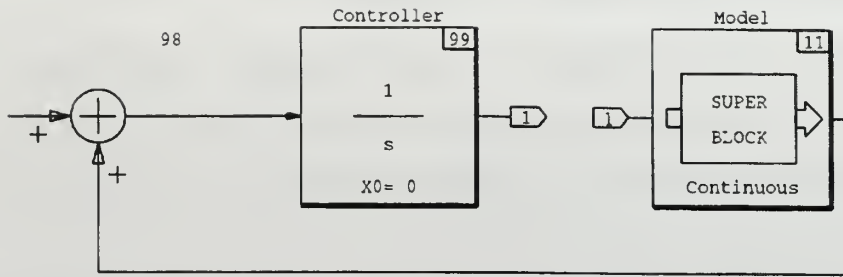 Controller
Model
98
99
11
1
s
X0= 0
1
1
SUPER
BLOCK
Continuous
+
+
+